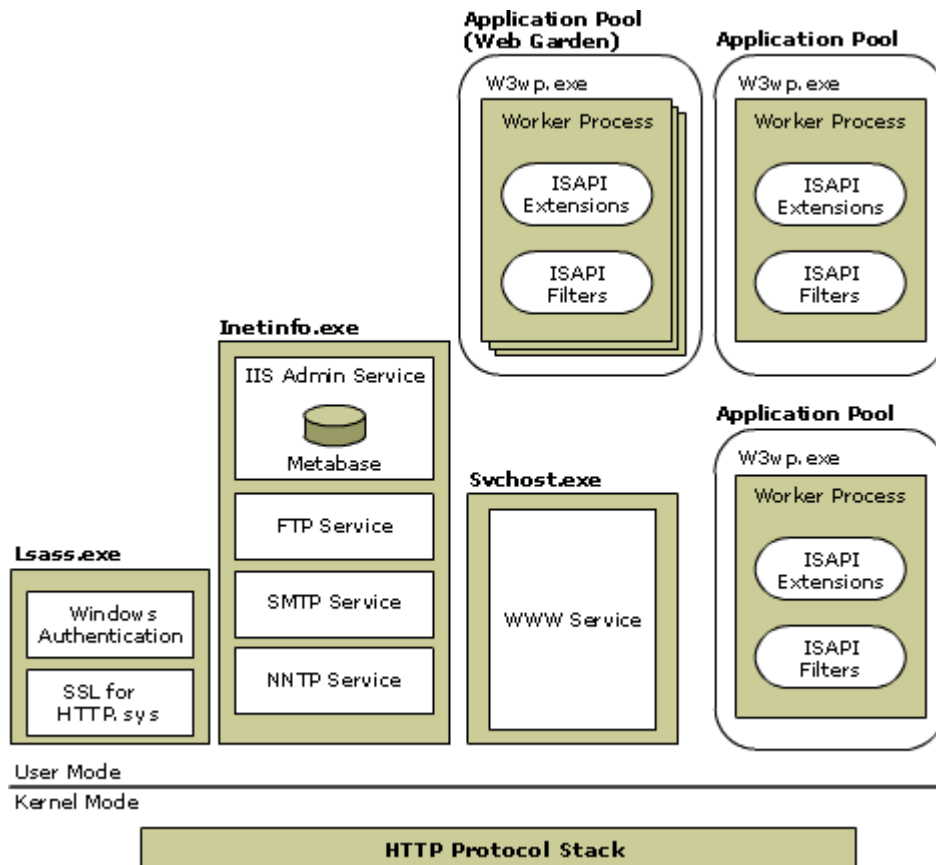 Application Pool
(Web Garden)
W3wp.exe
Worker Process
ISAPI
Extensions
ISAPI
Filters
Application Pool
W3wp.exe
Worker Process
ISAPI
Extensions
ISAPI
Filters
Inetinfo.exe
IIS Admin Service
Metabase
FTP Service
SMTP Service
NNTP Service
Svchost.exe
WWW Service
Application Pool
W3wp.exe
Worker Process
ISAPI
Extensions
ISAPI
Filters
Lsass.exe
Windows
Authentication
SSL for
HTTP.sys
User Mode
Kernel Mode
HTTP Protocol Stack